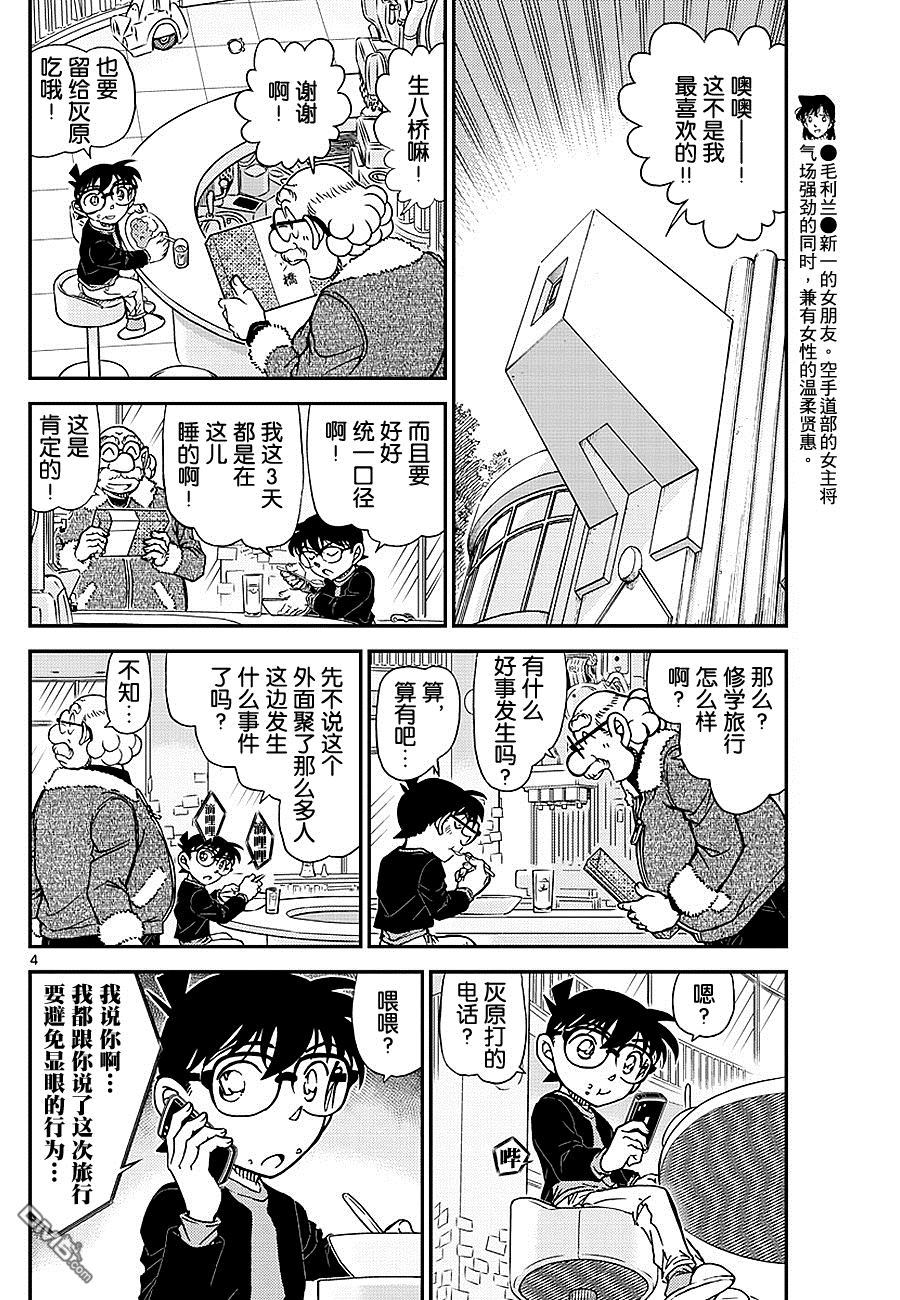 ●毛利兰●新一的女朋友。空手道部的女主将
气场强劲的同时，兼有女性的温柔贤惠。
噢噢——！
这不是我
最喜欢的！！
生八桥嘛！
谢谢
啊！
也要
留给灰原
吃哦！
橋
而且要
好好
统一口径
啊！
我这3天
都是在
这儿
睡的啊！
这是
肯定的！
那么？
修学旅行
怎么样
啊？
有什么
好事发生吗？
算，
算有吧…
先不说这个
外面聚了那么多人
这边发生
什么事件
了吗？
滴哩哩
滴哩哩
不知…
4
嗯？
灰原打的
电话？
哔
喂喂？
我说你啊…
我都跟你说了这次旅行
要避免显眼的行为…